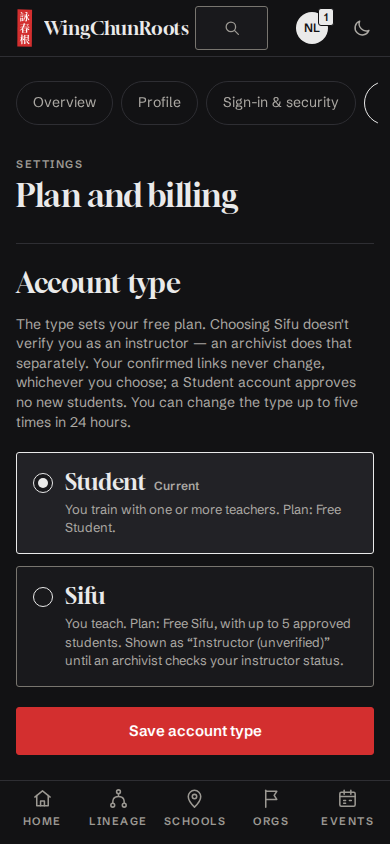 詠春根
WingChunRoots
NL
1
Overview
Profile
Sign-in & security
SETTINGS
Plan and billing
Account type
The type sets your free plan. Choosing Sifu doesn't
verify you as an instructor — an archivist does that
separately. Your confirmed links never change,
whichever you choose; a Student account approves
no new students. You can change the type up to five
times in 24 hours.
Student Current
You train with one or more teachers. Plan: Free
Student.
Sifu
You teach. Plan: Free Sifu, with up to 5 approved
students. Shown as “Instructor (unverified)”
until an archivist checks your instructor status.
Save account type
HOME
LINEAGE
SCHOOLS
ORGS
EVENTS